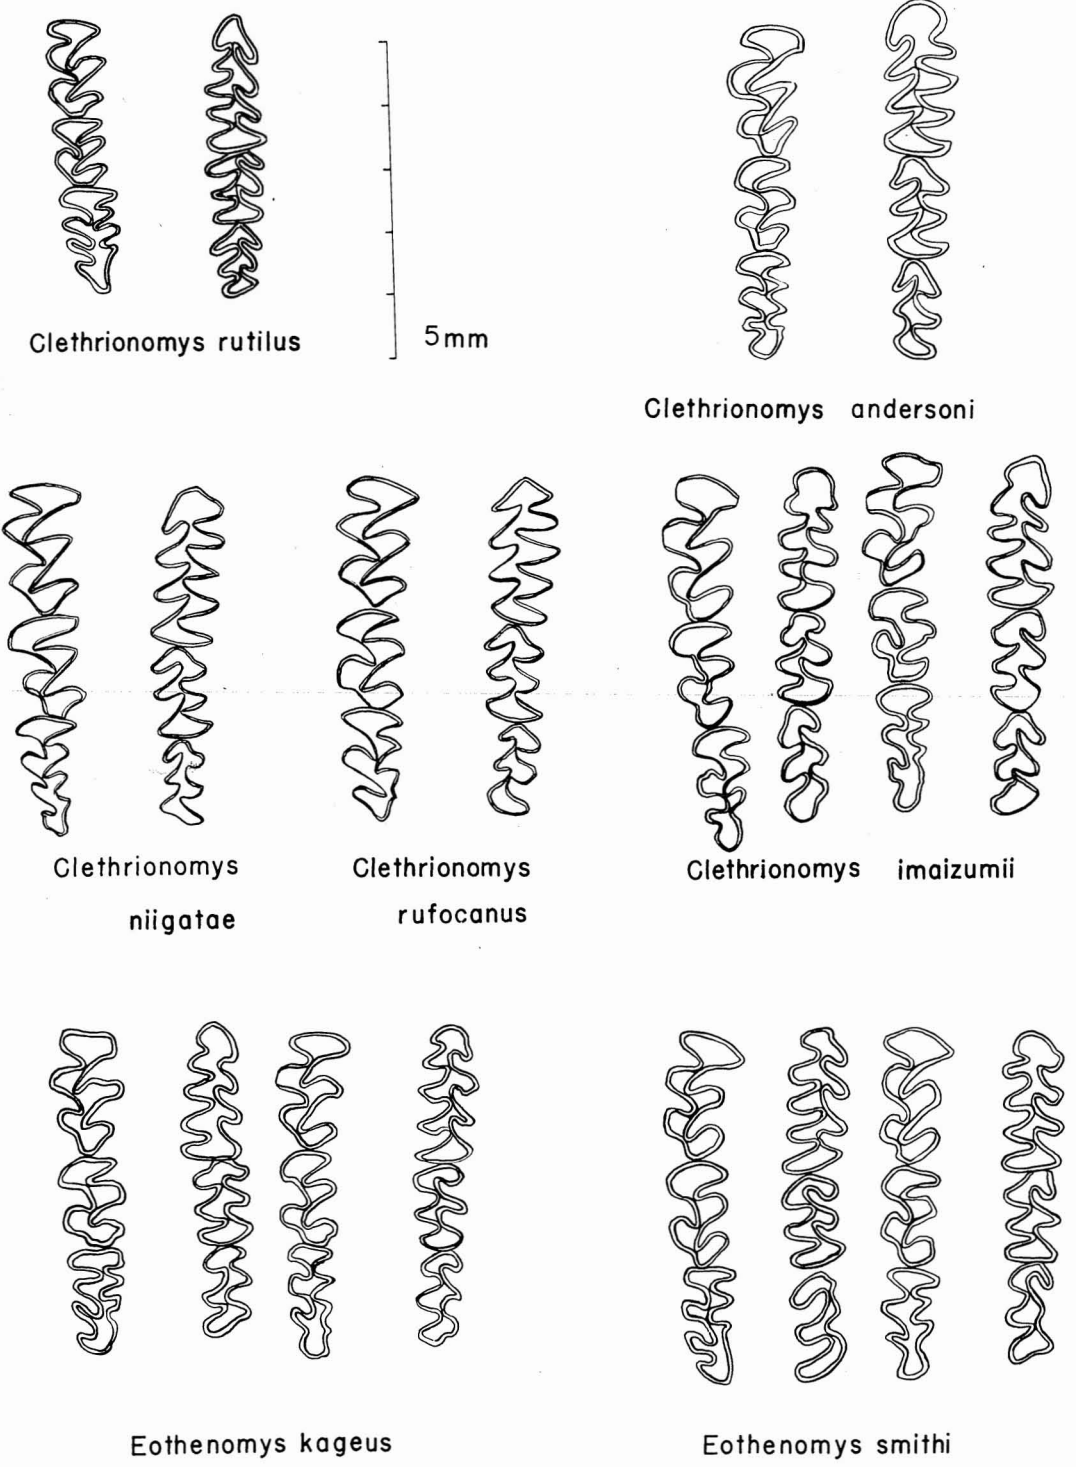 Clethrionomys rutilus
5mm
Clethrionomys andersoni
Clethrionomys
niigatae
Clethrionomys
rufocanus
Clethrionomys imaizumii
Eothenomys kageus
Eothenomys smithi